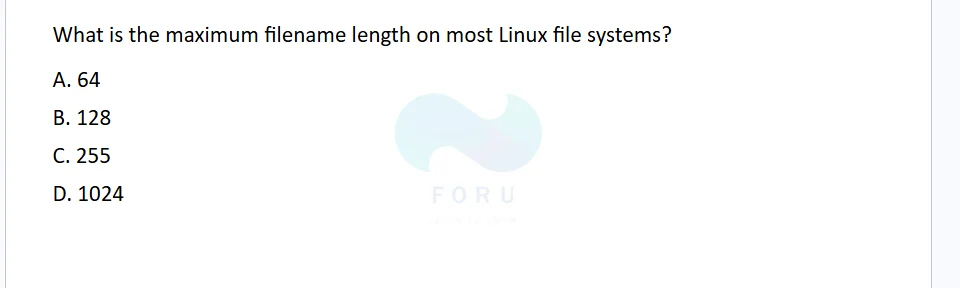 What is the maximum filename length on most Linux file systems?
A. 64
B. 128
C. 255
D. 1024
FORU